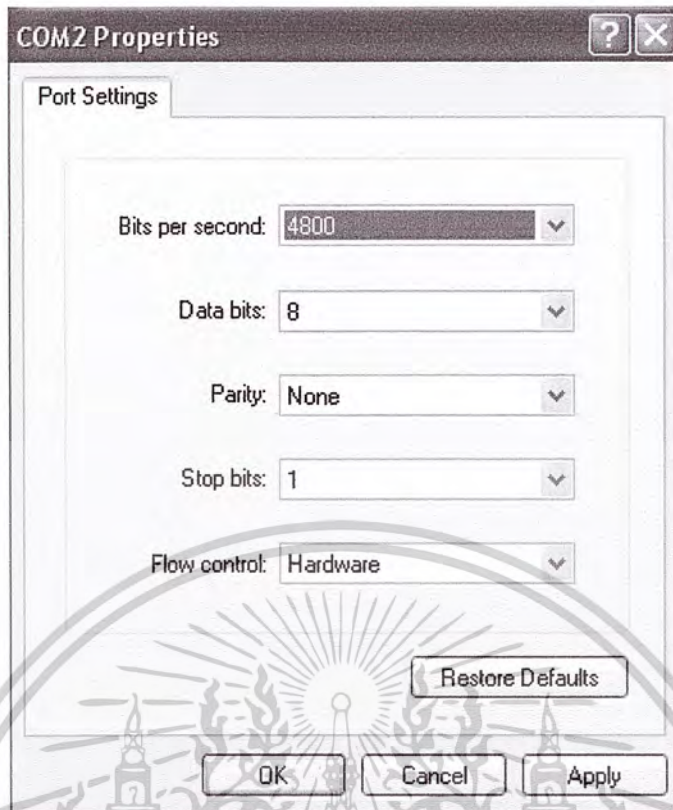 COM2 Properties
Port Settings
Bits per second: 4800
Data bits: 8
Parity: None
Stop bits: 1
Flow control: Hardware
Restore Defaults
OK Cancel Apply